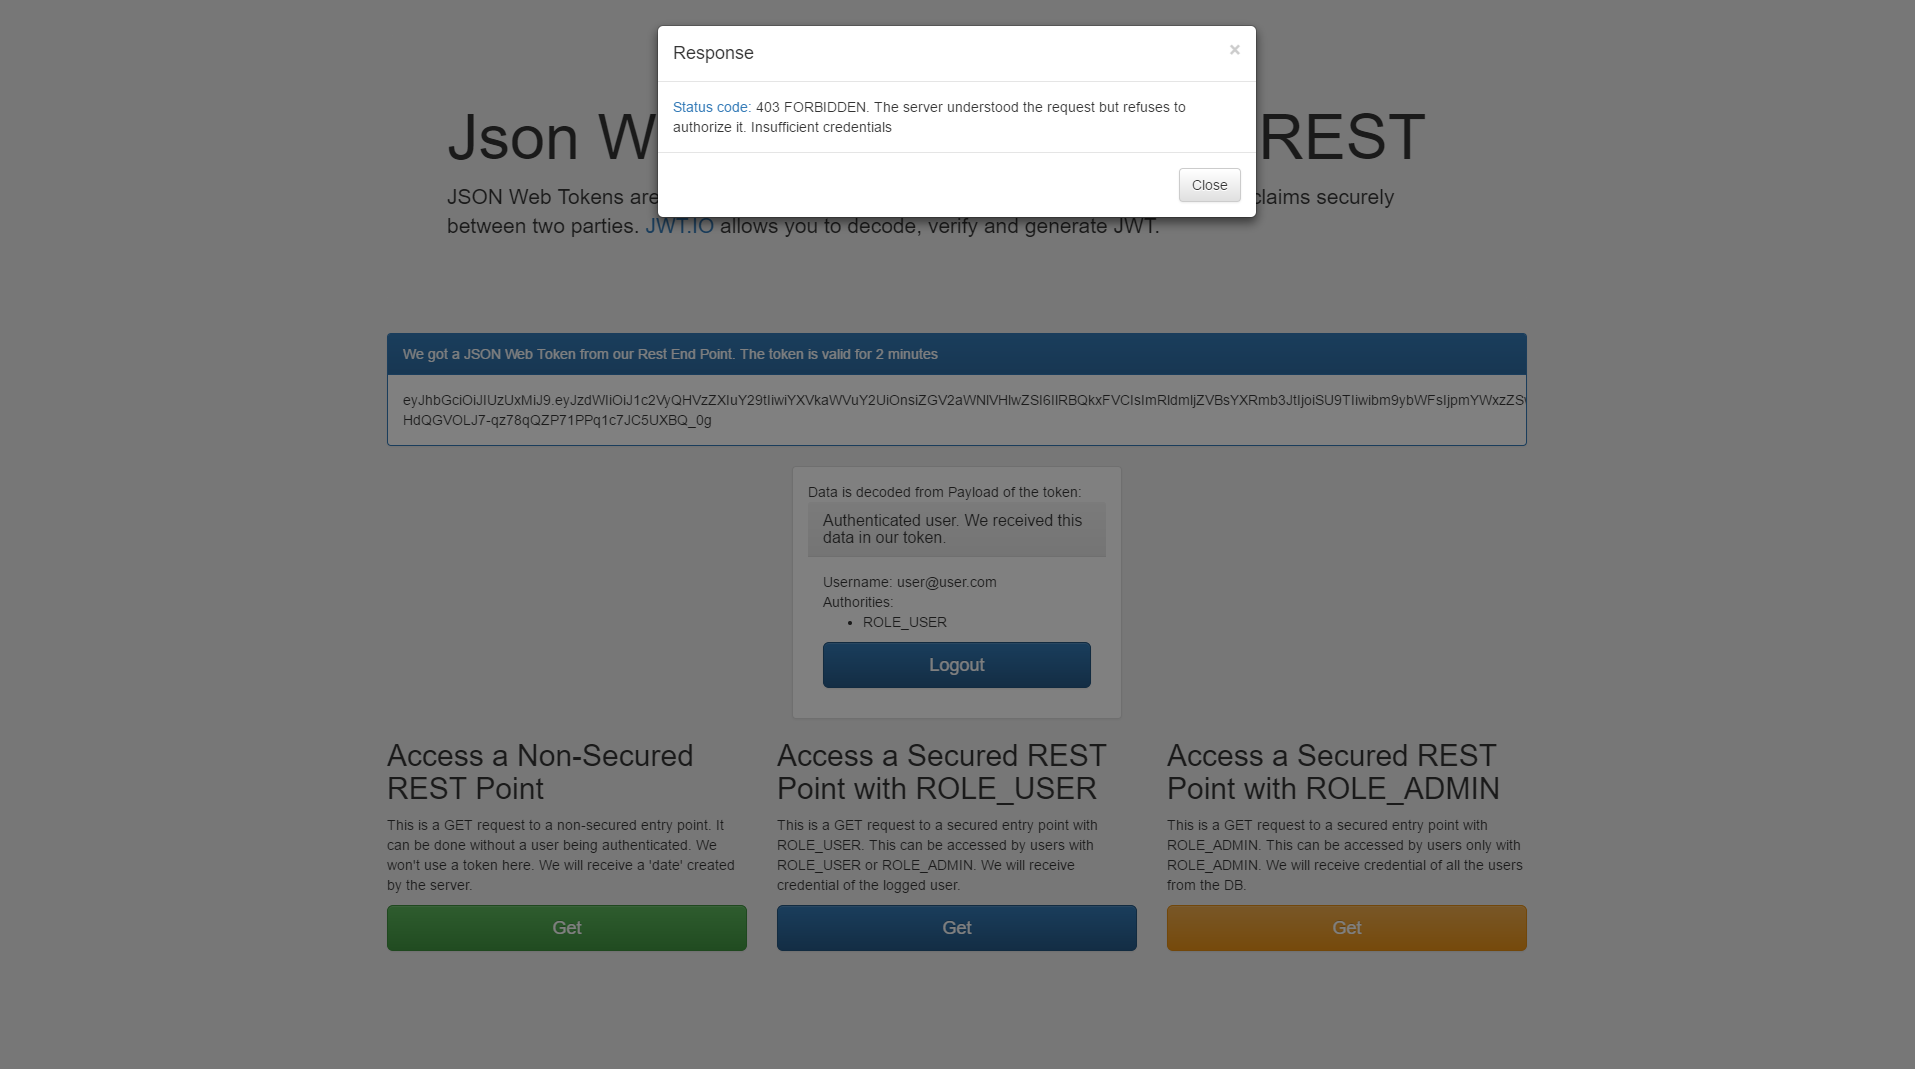 Response ×
Status code: 403 FORBIDDEN. The server understood the request but refuses to
authorize it. Insufficient credentials
Close
Json W REST
JSON Web Tokens are claims securely
between two parties. JWT.IO allows you to decode, verify and generate JWT.
We got a JSON Web Token from our Rest End Point. The token is valid for 2 minutes
HdQGVOLJ7-qz78qQZP71PPq1c7JC5UXBQ_0g
Data is decoded from Payload of the token:
Authenticated user. We received this
data in our token.
Username: user@user.com
Authorities:
• ROLE_USER
Logout
Access a Non-Secured
REST Point
This is a GET request to a non-secured entry point. It
can be done without a user being authenticated. We
won't use a token here. We will receive a 'date' created
by the server.
Get
Access a Secured REST
Point with ROLE_USER
This is a GET request to a secured entry point with
ROLE_USER. This can be accessed by users with
ROLE_USER or ROLE_ADMIN. We will receive
credential of the logged user.
Get
Access a Secured REST
Point with ROLE_ADMIN
This is a GET request to a secured entry point with
ROLE_ADMIN. This can be accessed by users only with
ROLE_ADMIN. We will receive credential of all the users
from the DB.
Get